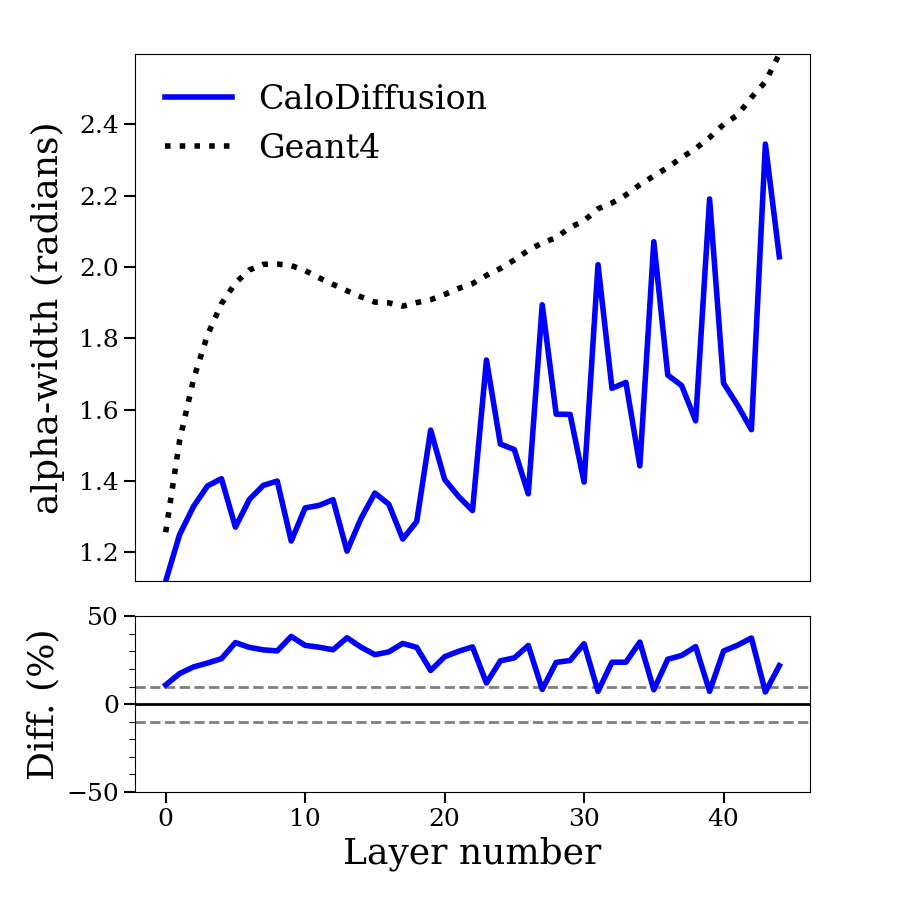 CaloDiffusion
Geant4
alpha-width (radians)
2.4
2.2
2.0
1.8
1.6
1.4
1.2
Diff. (%)
50
0
−50
0 10 20 30 40
Layer number